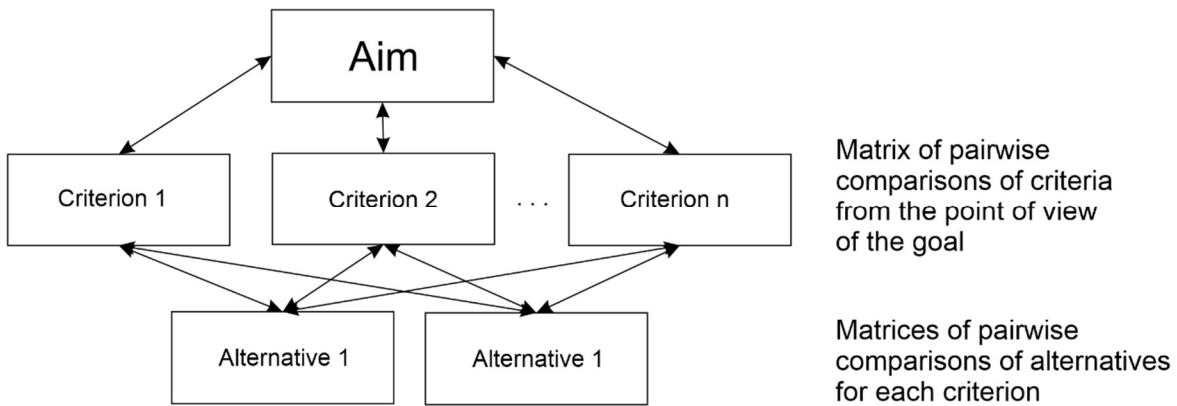 Aim
Criterion 1
Criterion 2
. . .
Criterion n
Matrix of pairwise
comparisons of criteria
from the point of view
of the goal
Alternative 1
Alternative 1
Matrices of pairwise
comparisons of alternatives
for each criterion